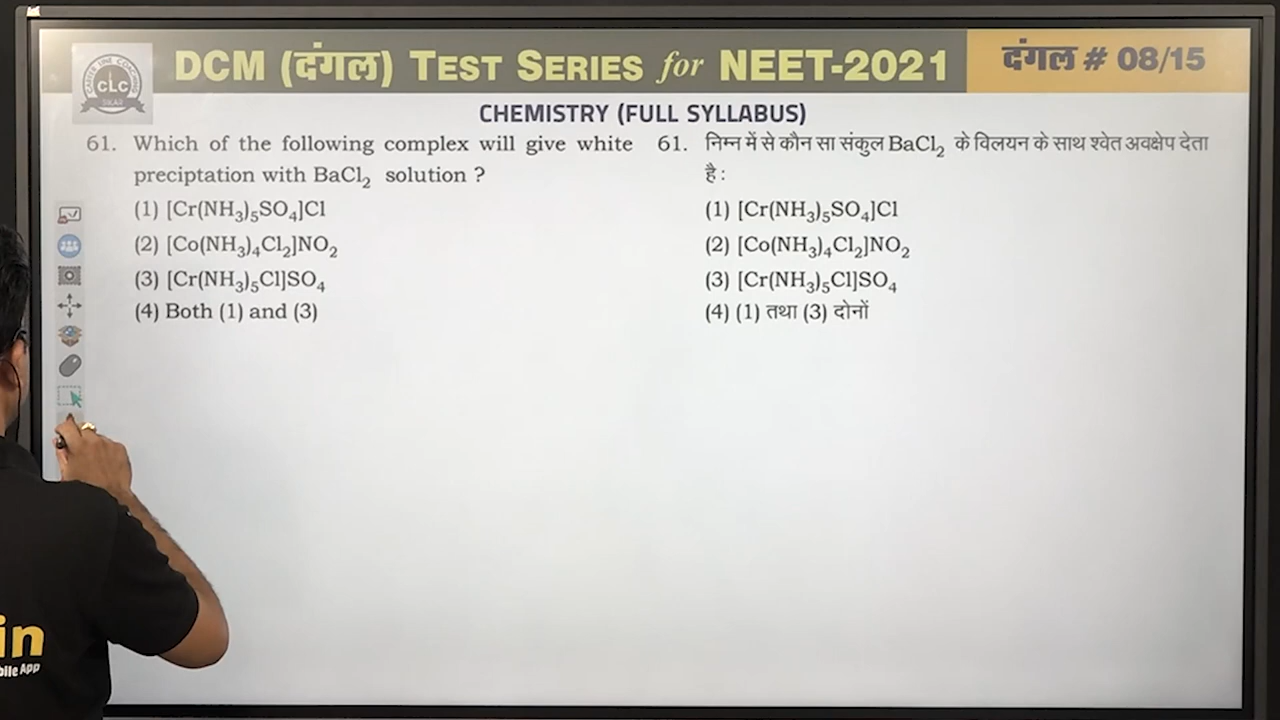 DCM (दंगल) TEST SERIES for NEET-2021
दंगल # 08/15
CLC
SIKAR
CHEMISTRY (FULL SYLLABUS)
61. Which of the following complex will give white
preciptation with BaCl₂ solution ?
(1) [Cr(NH₃)₅SO₄]Cl
(2) [Co(NH₃)₄Cl₂]NO₂
(3) [Cr(NH₃)₅Cl]SO₄
(4) Both (1) and (3)
61. निम्न में से कौन सा संकुल BaCl₂ के विलयन के साथ श्वेत अवक्षेप देता
है :
(1) [Cr(NH₃)₅SO₄]Cl
(2) [Co(NH₃)₄Cl₂]NO₂
(3) [Cr(NH₃)₅Cl]SO₄
(4) (1) तथा (3) दोनों
in
bile App